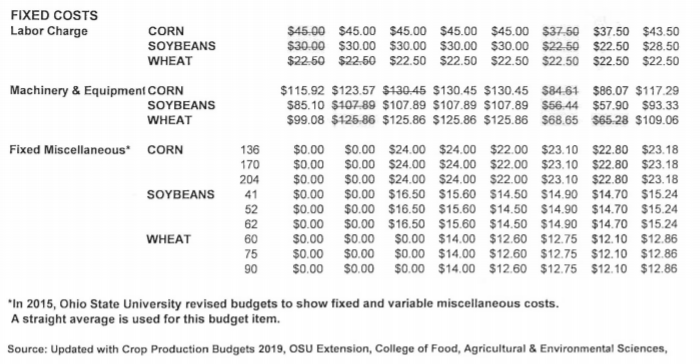 FIXED COSTS
Labor Charge CORN $45.00 $45.00 $45.00 $45.00 $45.00 $37.50 $37.50 $43.50
SOYBEANS $30.00 $30.00 $30.00 $30.00 $30.00 $22.50 $22.50 $28.50
WHEAT $22.50 $22.50 $22.50 $22.50 $22.50 $22.50 $22.50 $22.50
Machinery & Equipment CORN $115.92 $123.57 $130.45 $130.45 $130.45 $84.61 $86.07 $117.29
SOYBEANS $85.10 $107.89 $107.89 $107.89 $107.89 $56.44 $57.90 $93.33
WHEAT $99.08 $125.86 $125.86 $125.86 $125.86 $68.65 $65.28 $109.06
Fixed Miscellaneous* CORN 136 $0.00 $0.00 $24.00 $24.00 $22.00 $23.10 $22.80 $23.18
170 $0.00 $0.00 $24.00 $24.00 $22.00 $23.10 $22.80 $23.18
204 $0.00 $0.00 $24.00 $24.00 $22.00 $23.10 $22.80 $23.18
SOYBEANS 41 $0.00 $0.00 $16.50 $15.60 $14.50 $14.90 $14.70 $15.24
52 $0.00 $0.00 $16.50 $15.60 $14.50 $14.90 $14.70 $15.24
62 $0.00 $0.00 $16.50 $15.60 $14.50 $14.90 $14.70 $15.24
WHEAT 60 $0.00 $0.00 $0.00 $14.00 $12.60 $12.75 $12.10 $12.86
75 $0.00 $0.00 $0.00 $14.00 $12.60 $12.75 $12.10 $12.86
90 $0.00 $0.00 $0.00 $14.00 $12.60 $12.75 $12.10 $12.86
*In 2015, Ohio State University revised budgets to show fixed and variable miscellaneous costs.
A straight average is used for this budget item.
Source: Updated with Crop Production Budgets 2019, OSU Extension, College of Food, Agricultural & Environmental Sciences,